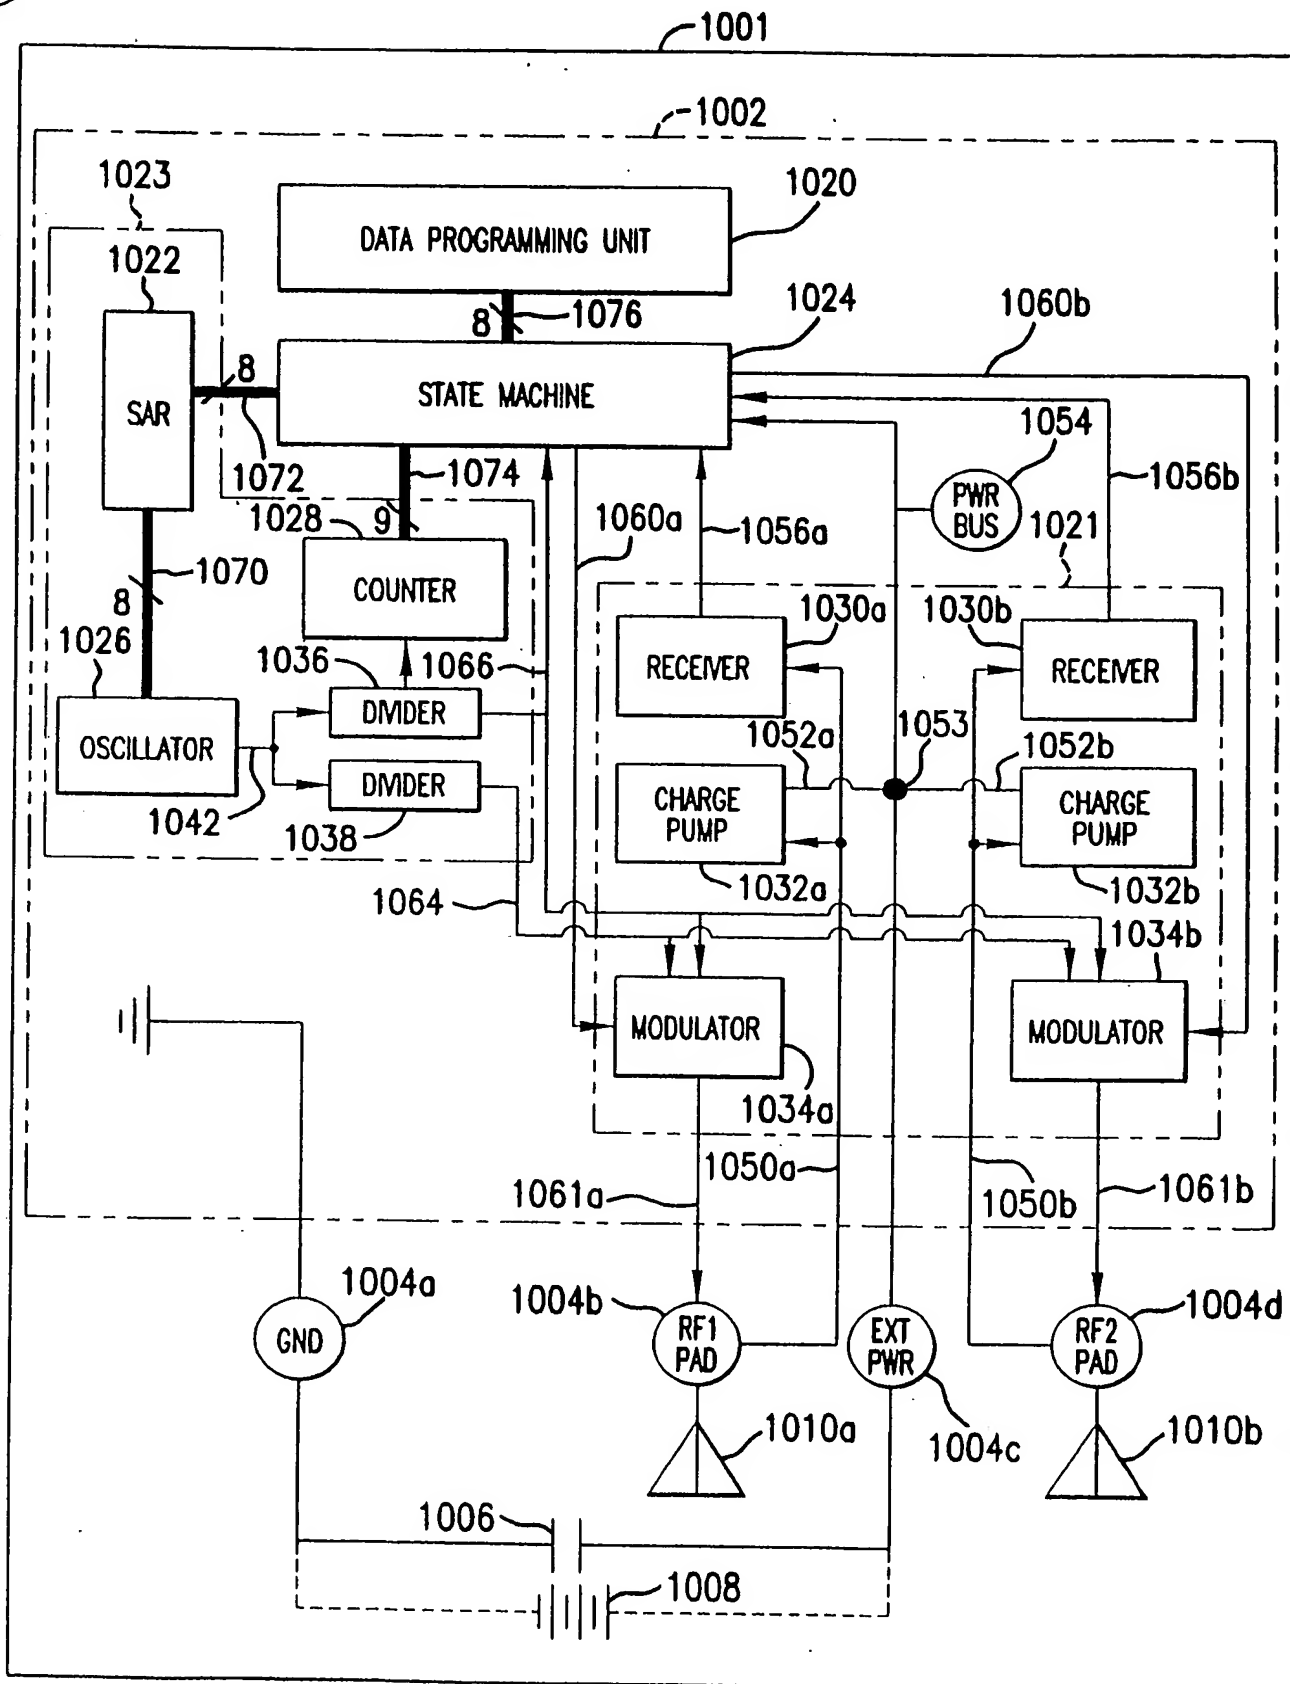 1001
1002
1023
1022
1020
DATA PROGRAMMING UNIT
8
1076
1024
1060b
SAR
8
STATE MACHINE
1072
1074
1054
PWR
BUS
1056b
1028
9
1060a
1056a
1021
1070
8
COUNTER
1030a
1030b
1026
1036
1066
RECEIVER
RECEIVER
OSCILLATOR
DIVIDER
1052a
1053
1052b
DIVIDER
1042
1038
CHARGE
PUMP
CHARGE
PUMP
1064
1032a
1032b
1034b
MODULATOR
MODULATOR
1034a
1050a
1061a
1050b
1061b
1004a
GND
1004b
RF1
PAD
EXT
PWR
RF2
PAD
1004d
1010a
1004c
1010b
1006
1008